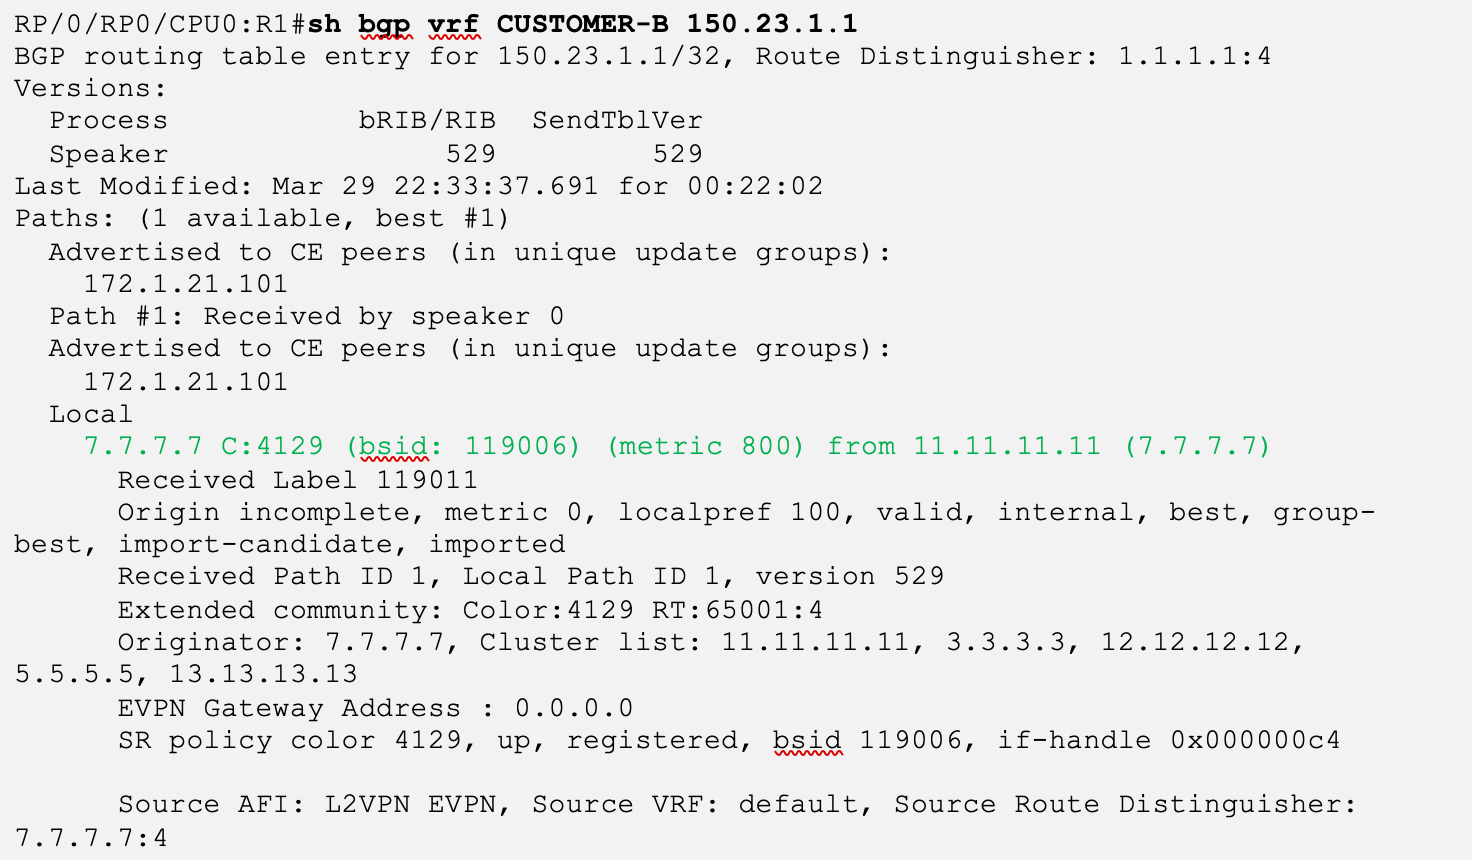 RP/0/RP0/CPU0:R1#sh bgp vrf CUSTOMER-B 150.23.1.1
BGP routing table entry for 150.23.1.1/32, Route Distinguisher: 1.1.1.1:4
Versions:
  Process           bRIB/RIB  SendTblVer
  Speaker                529         529
Last Modified: Mar 29 22:33:37.691 for 00:22:02
Paths: (1 available, best #1)
  Advertised to CE peers (in unique update groups):
    172.1.21.101
  Path #1: Received by speaker 0
  Advertised to CE peers (in unique update groups):
    172.1.21.101
  Local
    7.7.7.7 C:4129 (bsid: 119006) (metric 800) from 11.11.11.11 (7.7.7.7)
      Received Label 119011
      Origin incomplete, metric 0, localpref 100, valid, internal, best, group-
best, import-candidate, imported
      Received Path ID 1, Local Path ID 1, version 529
      Extended community: Color:4129 RT:65001:4
      Originator: 7.7.7.7, Cluster list: 11.11.11.11, 3.3.3.3, 12.12.12.12,
5.5.5.5, 13.13.13.13
      EVPN Gateway Address : 0.0.0.0
      SR policy color 4129, up, registered, bsid 119006, if-handle 0x000000c4
      Source AFI: L2VPN EVPN, Source VRF: default, Source Route Distinguisher:
7.7.7.7:4